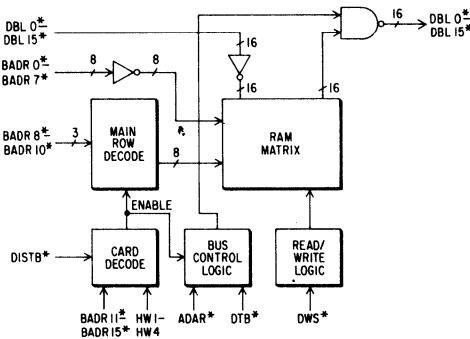 DBL 0*-
DBL 15*
16
16
DBL 0*-
DBL 15*
BADR 0*-
BADR 7*
8
8
16
16
BADR 8*-
BADR 10*
3
MAIN
ROW
DECODE
8
RAM
MATRIX
ENABLE
DISTB*
CARD
DECODE
BUS
CONTROL
LOGIC
READ/
WRITE
LOGIC
BADR 11*-
BADR 15*
HW1-
HW4
ADAR*
DTB*
DWS*